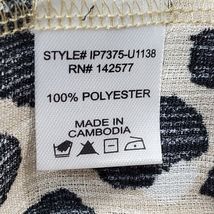 STYLE# IP7375-U1138
RN# 142577
100% POLYESTER
MADE IN
CAMBODIA